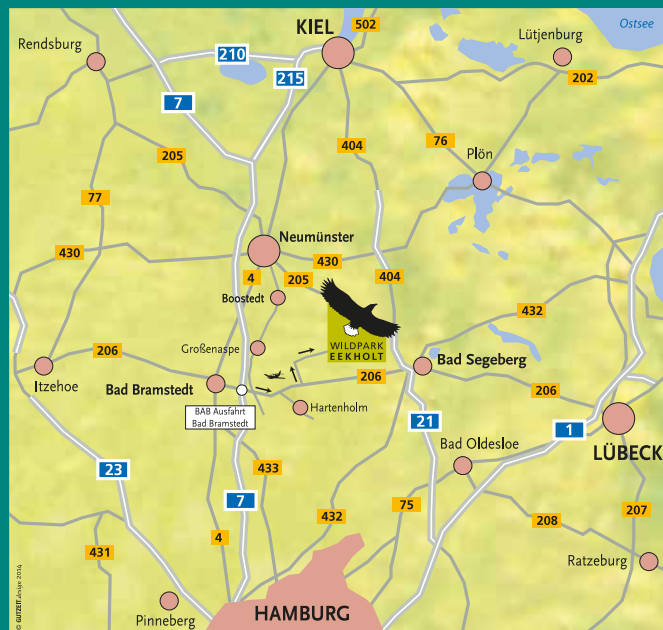 KIEL
502
Ostsee
Rendsburg
Lütjenburg
210
215
202
7
404
76
205
Plön
77
Neumünster
430
430
4
205
404
Boostedt
432
WILDPARK
EEKHOLT
Großenaspe
206
Bad Segeberg
Itzehoe
Bad Bramstedt
206
206
BAB Ausfahrt
Bad Bramstedt
Hartenholm
21
1
Bad Oldesloe
LÜBECK
23
433
7
75
432
207
208
431
4
Ratzeburg
Pinneberg
HAMBURG
© GUTZEIT design 2014